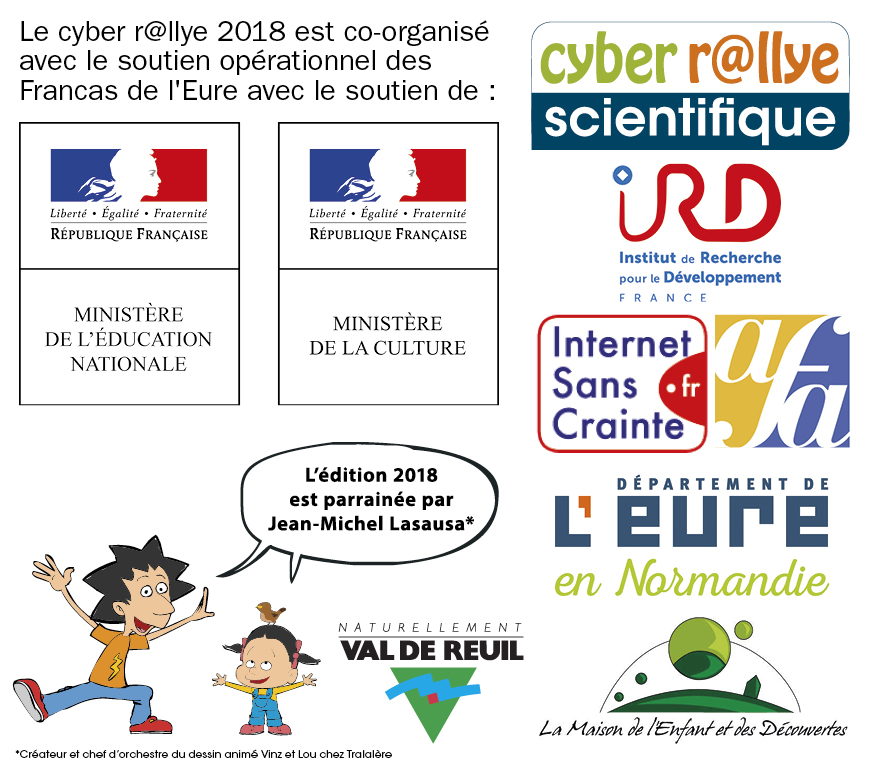 Le cyber r@llye 2018 est co-organisé
avec le soutien opérationnel des
Francas de l'Eure avec le soutien de :
Liberté • Égalité • Fraternité
RÉPUBLIQUE FRANÇAISE
MINISTÈRE
DE L'ÉDUCATION
NATIONALE
Liberté • Égalité • Fraternité
RÉPUBLIQUE FRANÇAISE
MINISTÈRE
DE LA CULTURE
cyber r@llye
scientifique
iRD
Institut de Recherche
pour le Développement
FRANCE
Internet
Sans
Crainte
.fr
afa
L'édition 2018
est parrainée par
Jean-Michel Lasausa*
DÉPARTEMENT DE
L'EURE
en Normandie
NATURELLEMENT
VAL DE REUIL
La Maison de l'Enfant et des Découvertes
*Créateur et chef d'orchestre du dessin animé Vinz et Lou chez Tralalère